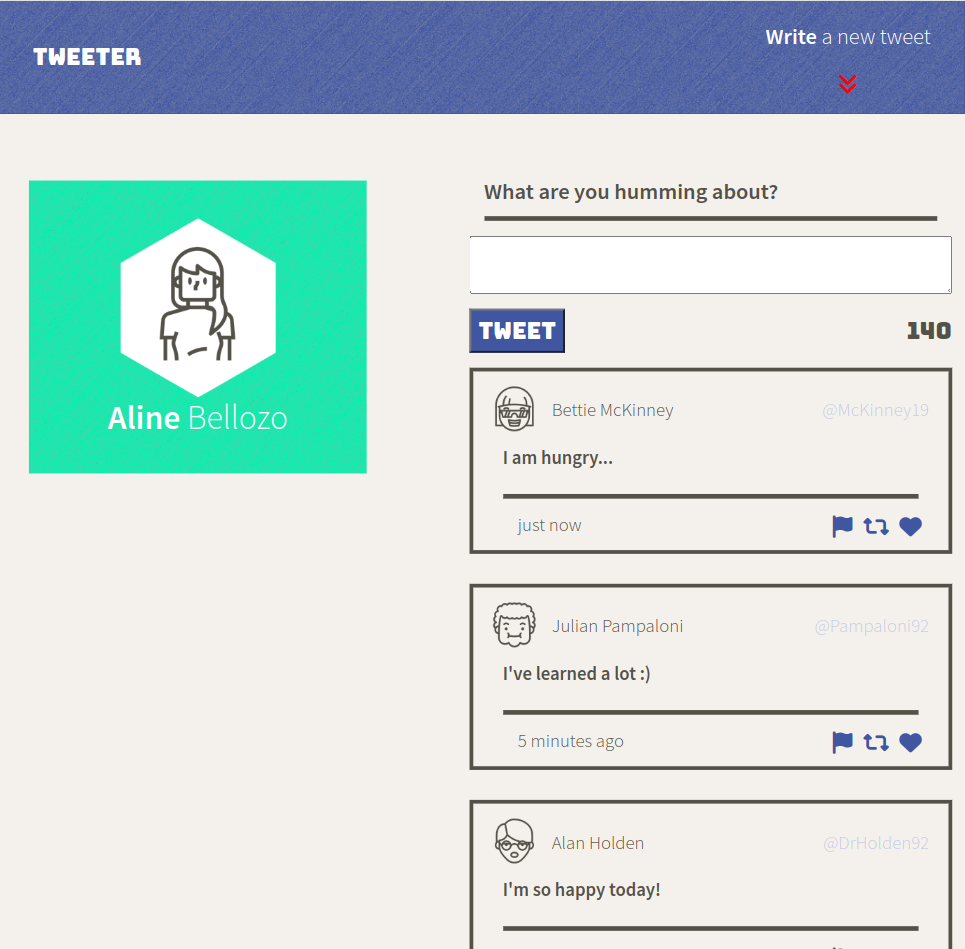 TWEETER
Write a new tweet
Aline Bellozo
What are you humming about?
TWEET
140
Bettie McKinney
@McKinney19
I am hungry...
just now
Julian Pampaloni
@Pampaloni92
I've learned a lot :)
5 minutes ago
Alan Holden
@DrHolden92
I'm so happy today!